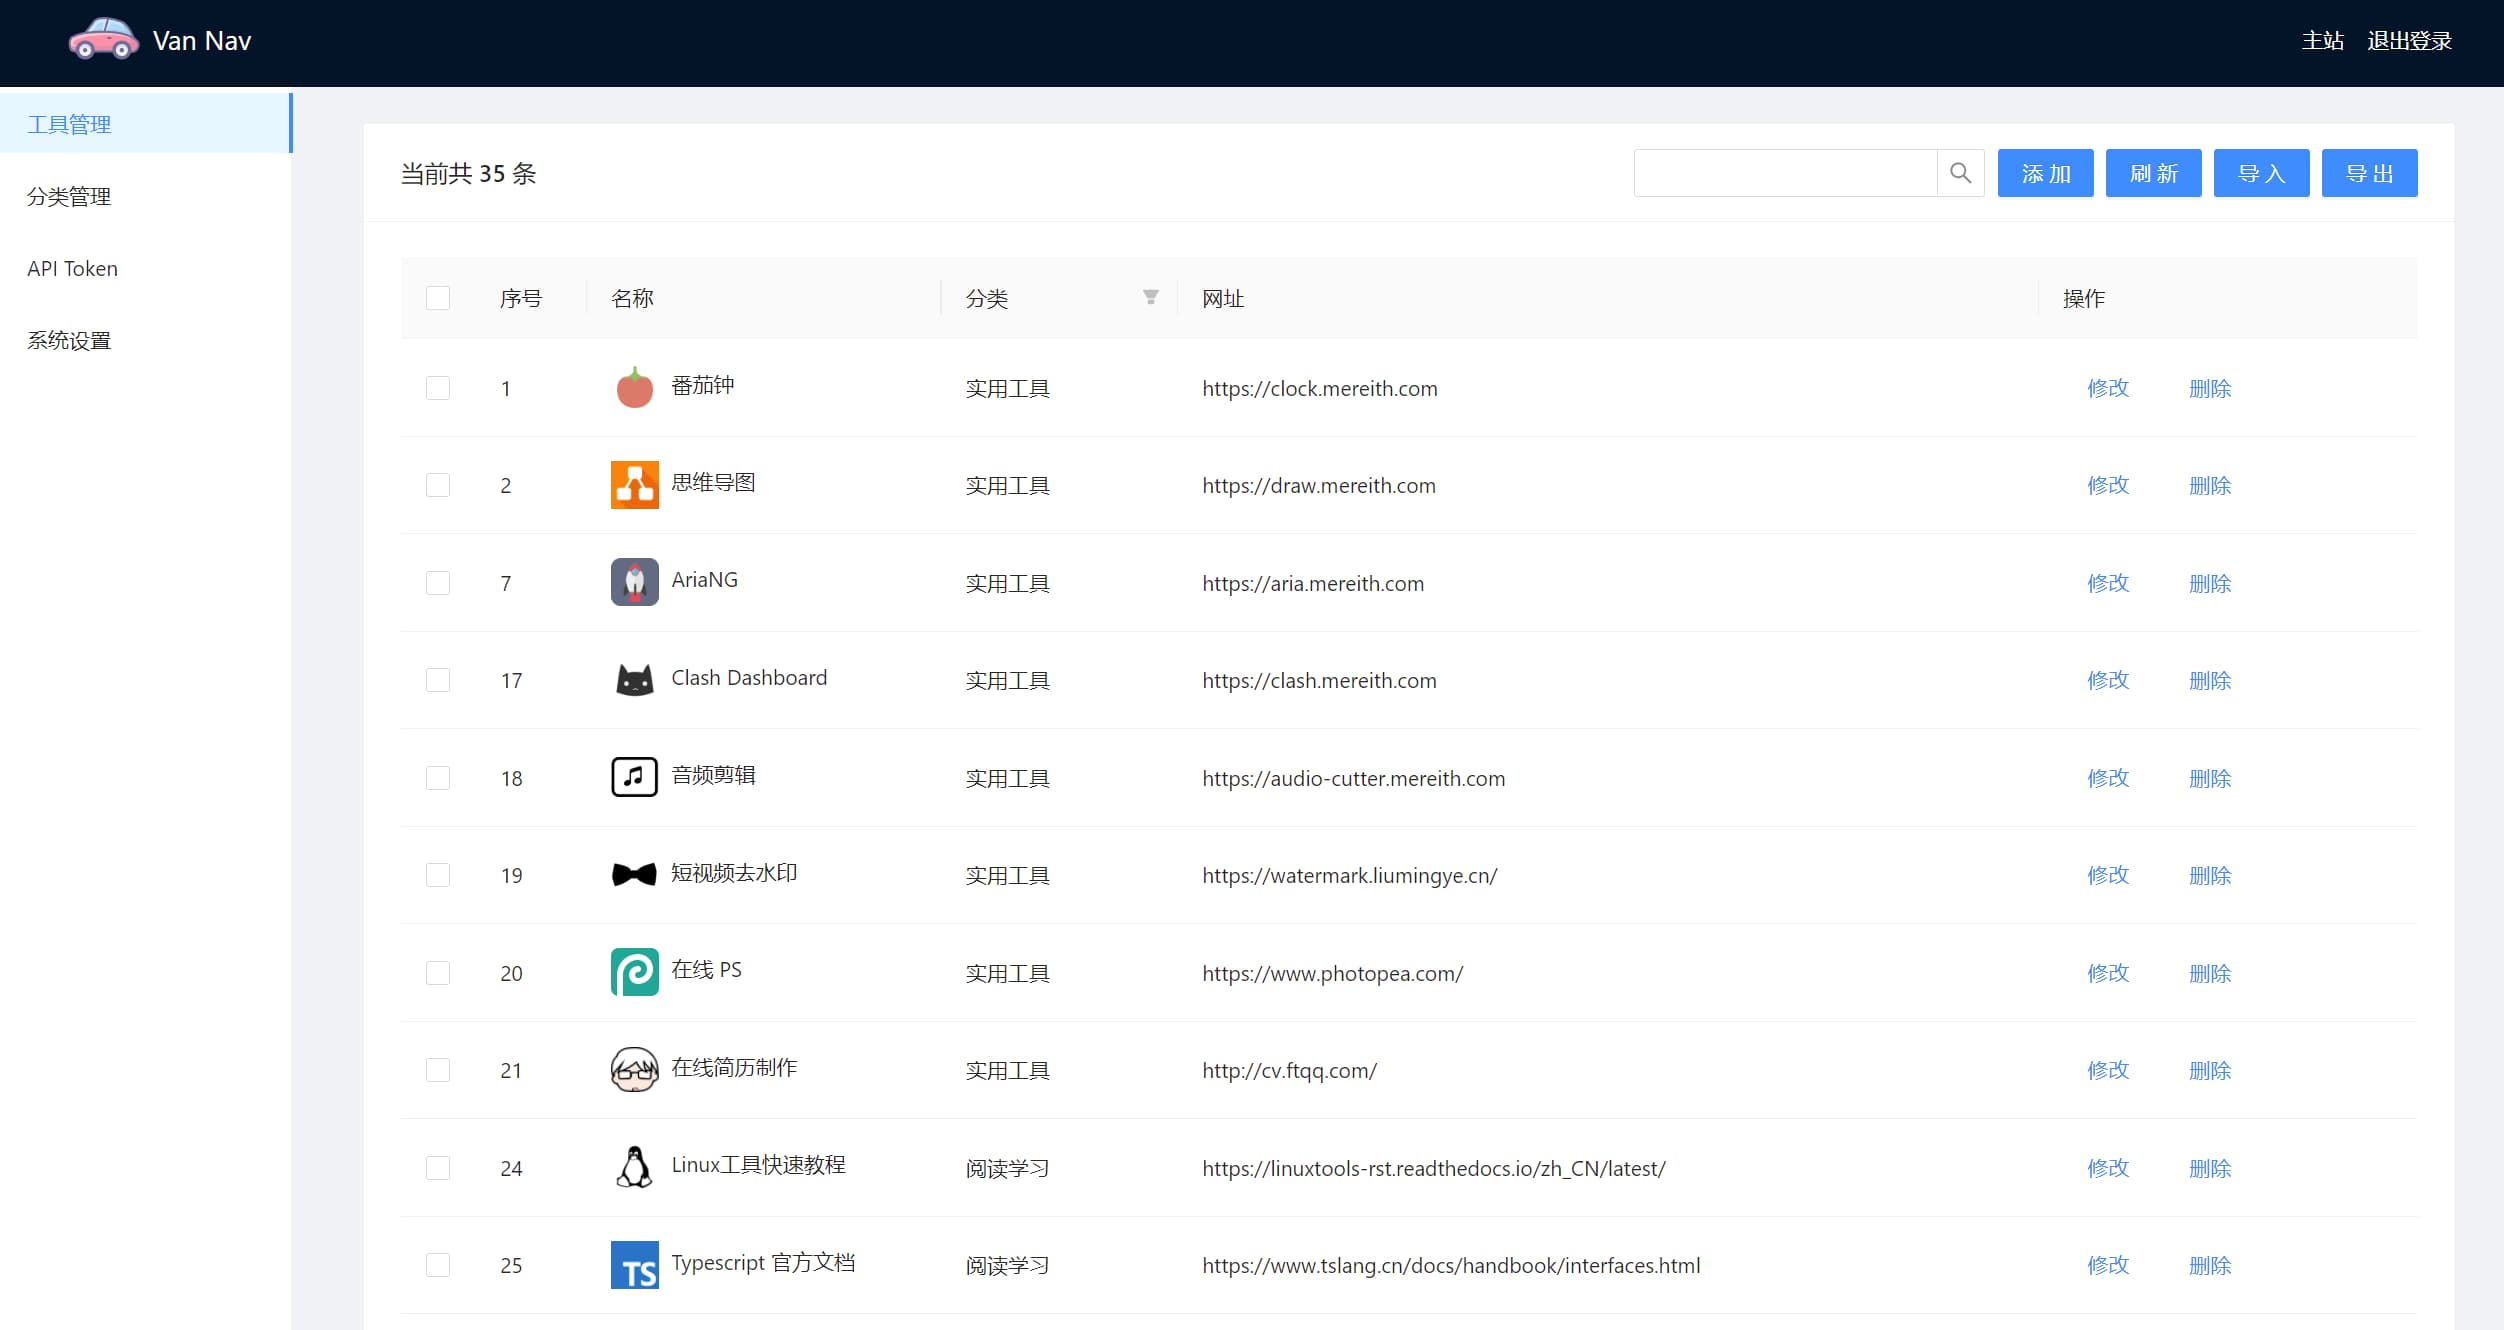 Van Nav 主站 退出登录
工具管理
分类管理
API Token
系统设置
当前共 35 条 添加 刷新 导入 导出
序号 名称 分类 网址 操作
1 番茄钟 实用工具 https://clock.mereith.com 修改 删除
2 思维导图 实用工具 https://draw.mereith.com 修改 删除
7 AriaNG 实用工具 https://aria.mereith.com 修改 删除
17 Clash Dashboard 实用工具 https://clash.mereith.com 修改 删除
18 音频剪辑 实用工具 https://audio-cutter.mereith.com 修改 删除
19 短视频去水印 实用工具 https://watermark.liumingye.cn/ 修改 删除
20 在线 PS 实用工具 https://www.photopea.com/ 修改 删除
21 在线简历制作 实用工具 http://cv.ftqq.com/ 修改 删除
24 Linux工具快速教程 阅读学习 https://linuxtools-rst.readthedocs.io/zh_CN/latest/ 修改 删除
25 TS Typescript 官方文档 阅读学习 https://www.tslang.cn/docs/handbook/interfaces.html 修改 删除